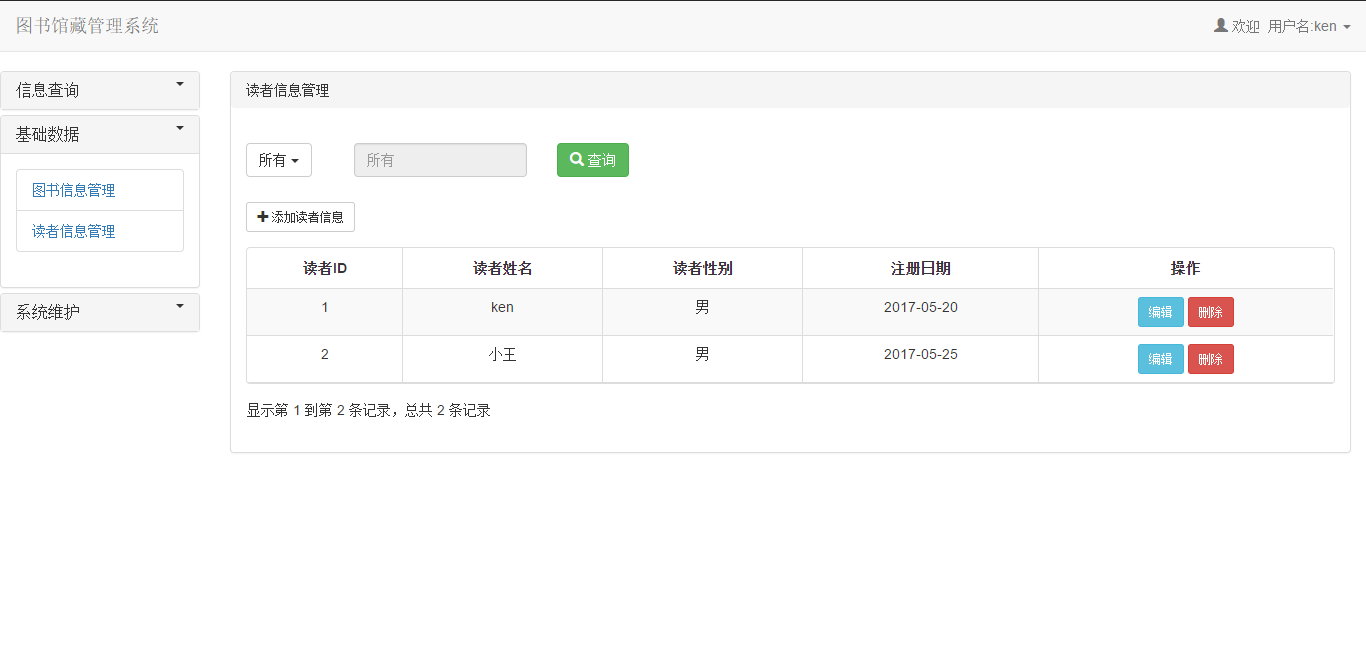 图书馆藏管理系统
欢迎 用户名:ken
信息查询
基础数据
图书信息管理
读者信息管理
系统维护
读者信息管理
所有 所有 查询
添加读者信息
读者ID 读者姓名 读者性别 注册日期 操作
1 ken 男 2017-05-20 编辑 删除
2 小王 男 2017-05-25 编辑 删除
显示第 1 到第 2 条记录，总共 2 条记录